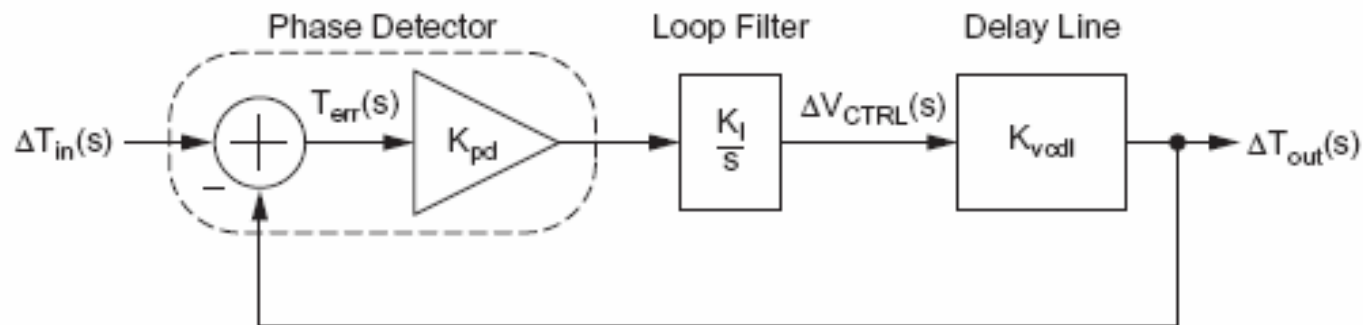 Phase Detector
Loop Filter
Delay Line
ΔT_in(s)
+
−
T_err(s)
K_pd
K_I
s
ΔV_CTRL(s)
K_vcdl
ΔT_out(s)